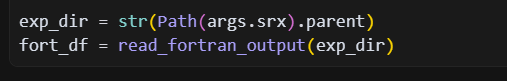 exp_dir = str(Path(args.srx).parent)
fort_df = read_fortran_output(exp_dir)